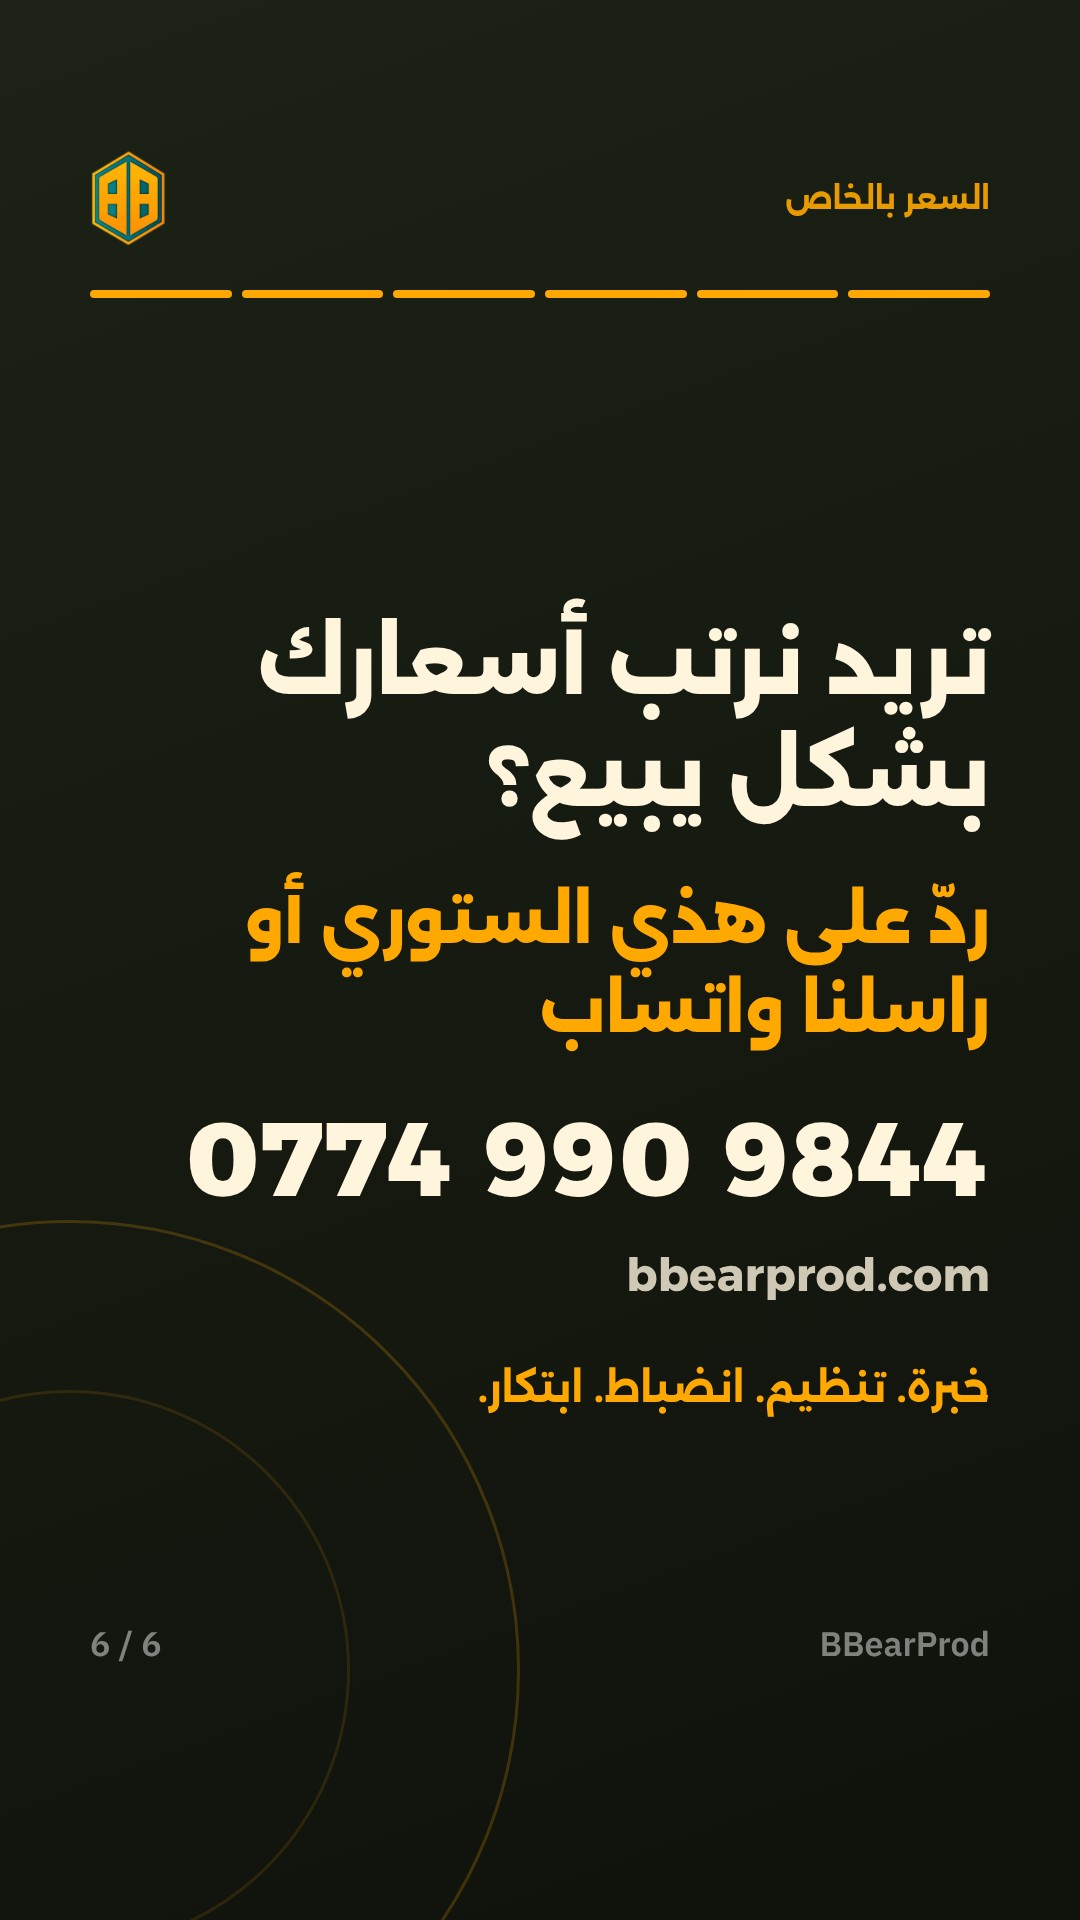 السعر بالخاص
تريد نرتب أسعارك
بشكل يبيع؟
ردّ على هذي الستوري أو
راسلنا واتساب
0774 990 9844
bbearprod.com
خبرة. تنظيم. انضباط. ابتكار.
6 / 6
BBearProd